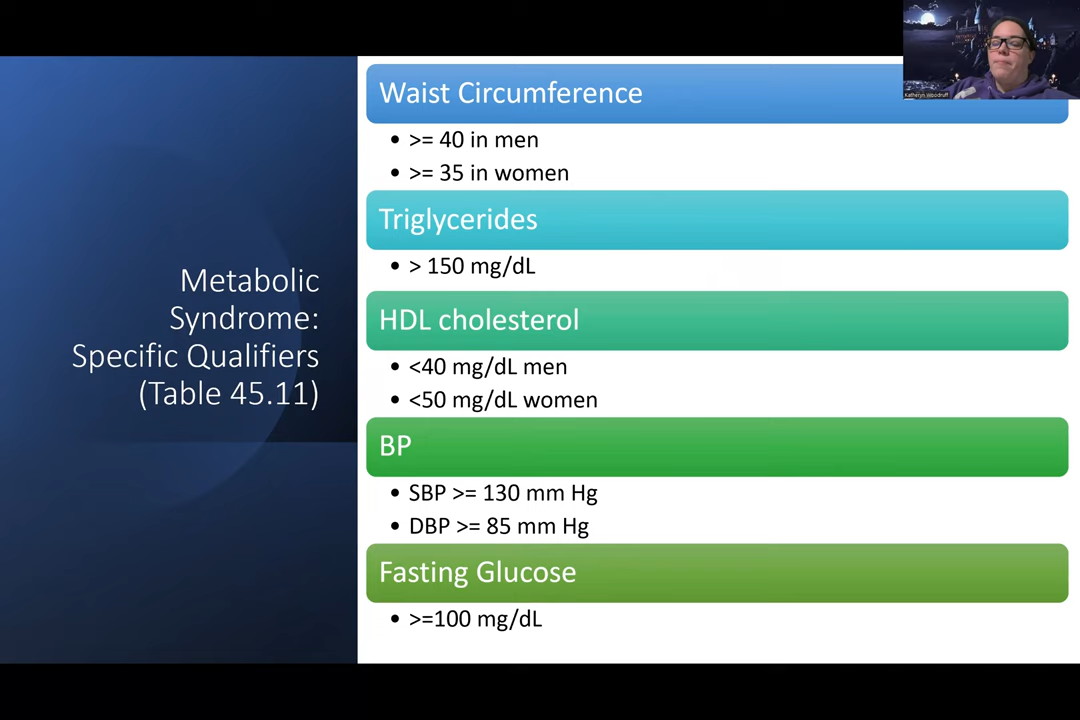 Metabolic
Syndrome:
Specific Qualifiers
(Table 45.11)
Waist Circumference
• >= 40 in men
• >= 35 in women
Triglycerides
• > 150 mg/dL
HDL cholesterol
• <40 mg/dL men
• <50 mg/dL women
BP
• SBP >= 130 mm Hg
• DBP >= 85 mm Hg
Fasting Glucose
• >=100 mg/dL
Katheryn Woodruff